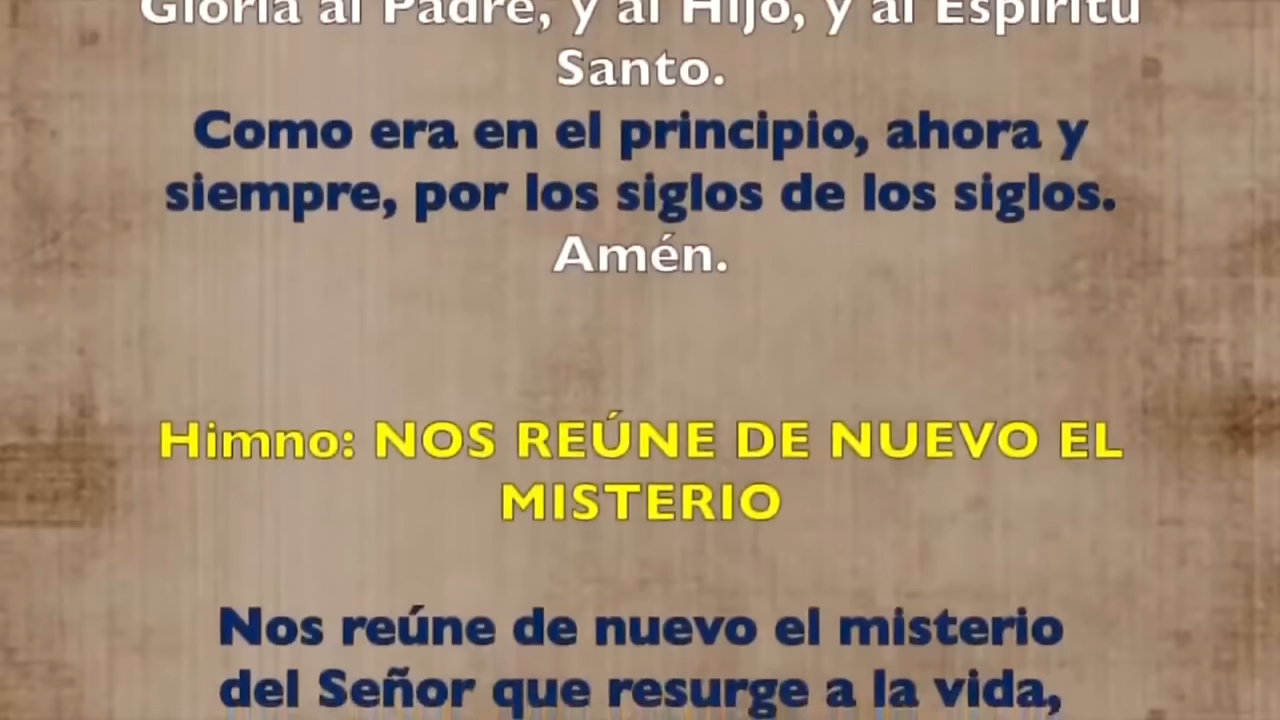 Gloria al Padre, y al Hijo, y al Espíritu
Santo.
Como era en el principio, ahora y
siempre, por los siglos de los siglos.
Amén.
Himno: NOS REÚNE DE NUEVO EL
MISTERIO
Nos reúne de nuevo el misterio
del Señor que resurge a la vida,